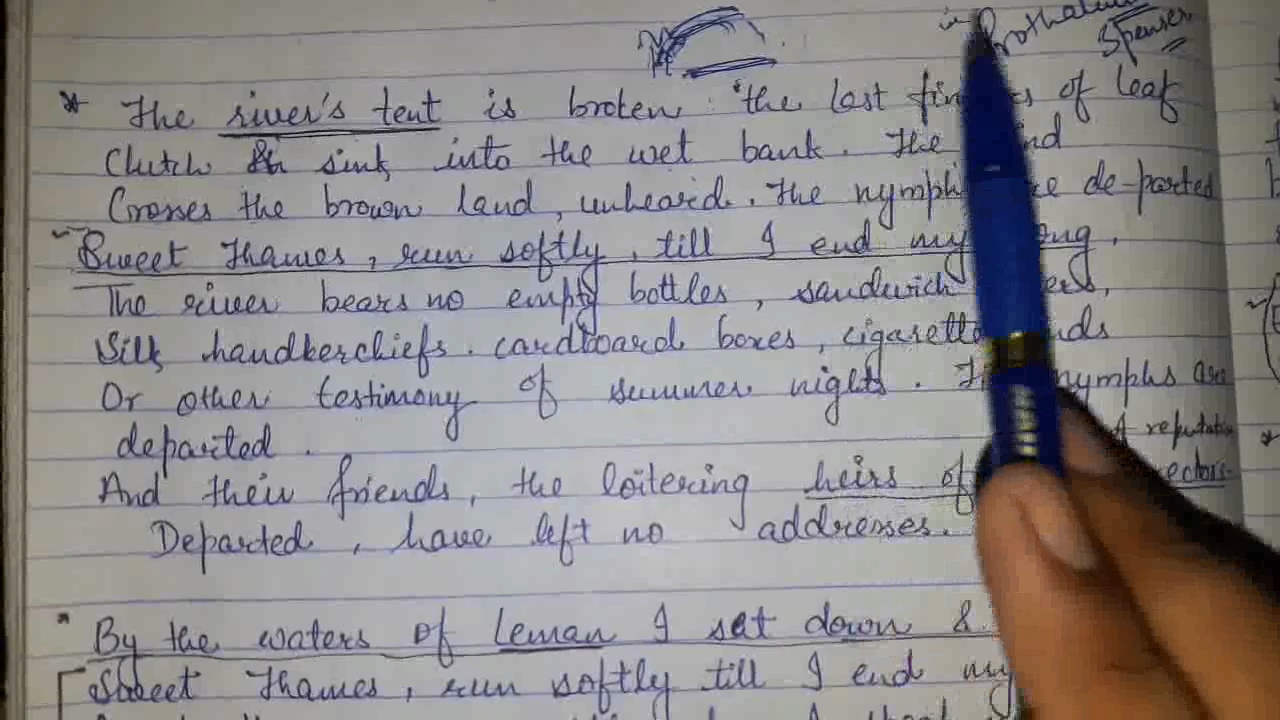 in Spenser
* The river's tent is broken : the last of leaf
Clutch & sink into the wet bank. The
Crosses the brown land, unheard. The nymph de-parted
Sweet Thames, run softly, till I end my
The river bears no empty bottles, sandwich
Silk handkerchiefs. cardboard boxes, cigarette
Or other testimony of summer nights. nymphs are
departed.
And their friends, the loitering heirs of
Departed, have left no addresses.
* By the waters of Leman I sat down &
Sweet Thames, run softly till I end my